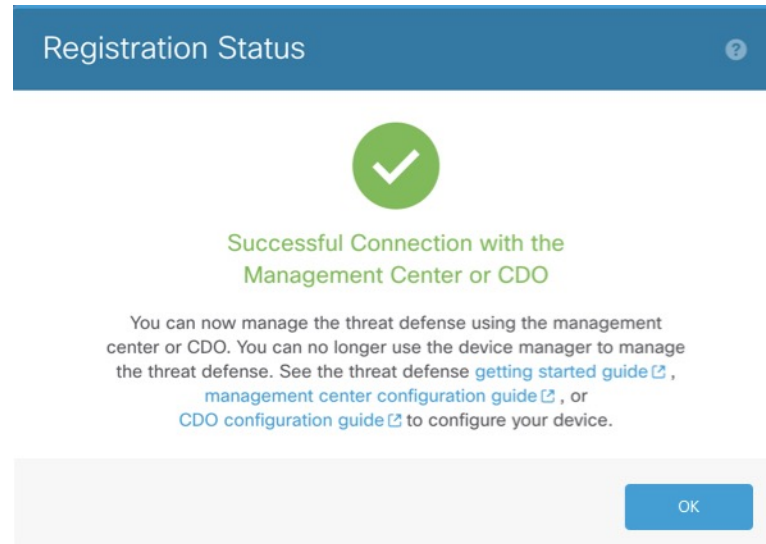 Registration Status
Successful Connection with the
Management Center or CDO
You can now manage the threat defense using the management
center or CDO. You can no longer use the device manager to manage
the threat defense. See the threat defense getting started guide ,
management center configuration guide , or
CDO configuration guide to configure your device.
OK